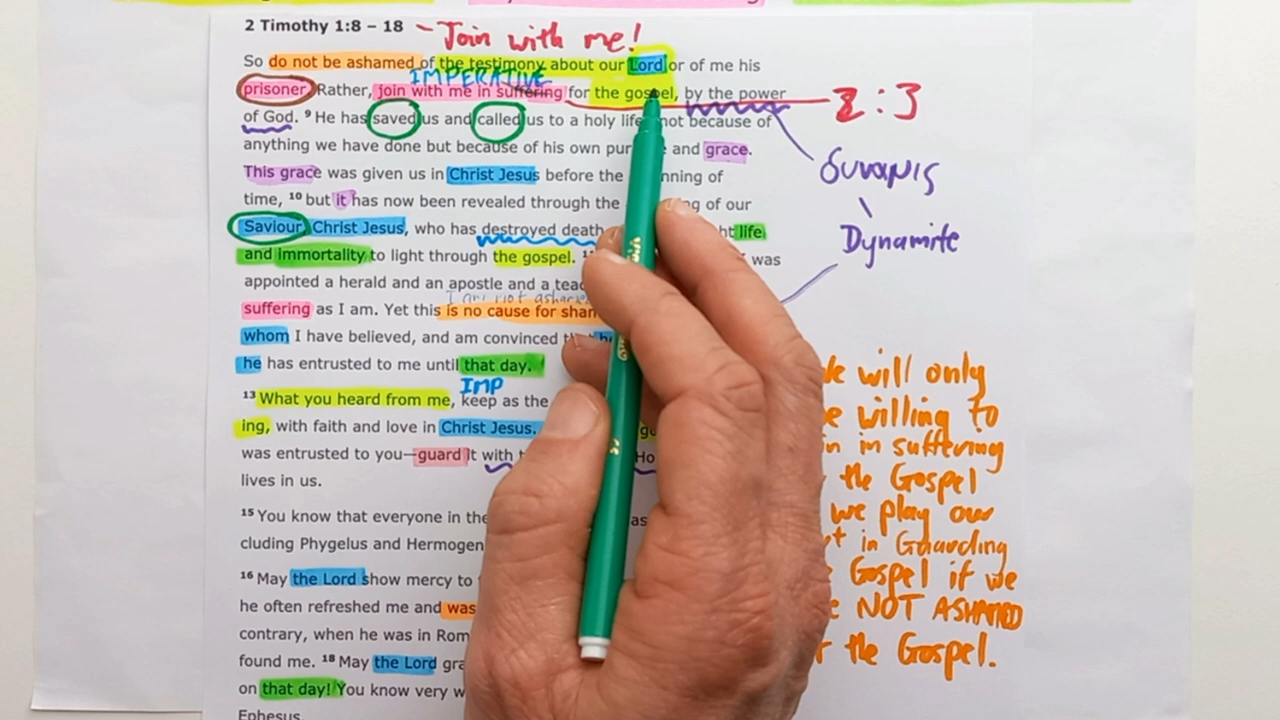 2 Timothy 1:8 – 18 – Join with me!
So do not be ashamed of the testimony about our Lord or of me his
IMPERATIVE
prisoner. Rather, join with me in suffering for the gospel, by the power
2:3
of God. ⁹ He has saved us and called us to a holy life not because of
anything we have done but because of his own and grace.
δυναμις
This grace was given us in Christ Jesus before the nning of
time, ¹⁰ but it has now been revealed through the ng of our
Dynamite
Saviour, Christ Jesus, who has destroyed death ht life
and immortality to light through the gospel. was
appointed a herald and an apostle and a
I am not
suffering as I am. Yet this is no cause for
whom I have believed, and am convinced
he has entrusted to me until that day.
Imp
¹³ What you heard from me, keep as the
ing, with faith and love in Christ Jesus.
was entrusted to you—guard it with Ho
lives in us.
¹⁵ You know that everyone in the as
cluding Phygelus and Hermogen
¹⁶ May the Lord show mercy to
he often refreshed me and was
contrary, when he was in Rom
found me. ¹⁸ May the Lord gra
on that day! You know very w
Ephesus.
will only
willing to
in suffering
the Gospel
we play our
in Guarding
Gospel if we
NOT ASHAMED
the Gospel.